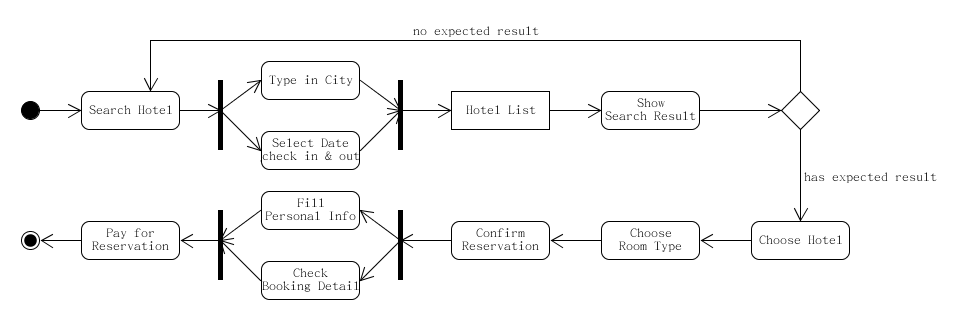 no expected result
Type in City
Search Hotel
Hotel List
Show
Search Result
Select Date
check in & out
has expected result
Fill
Personal Info
Pay for
Reservation
Confirm
Reservation
Choose
Room Type
Choose Hotel
Check
Booking Detail